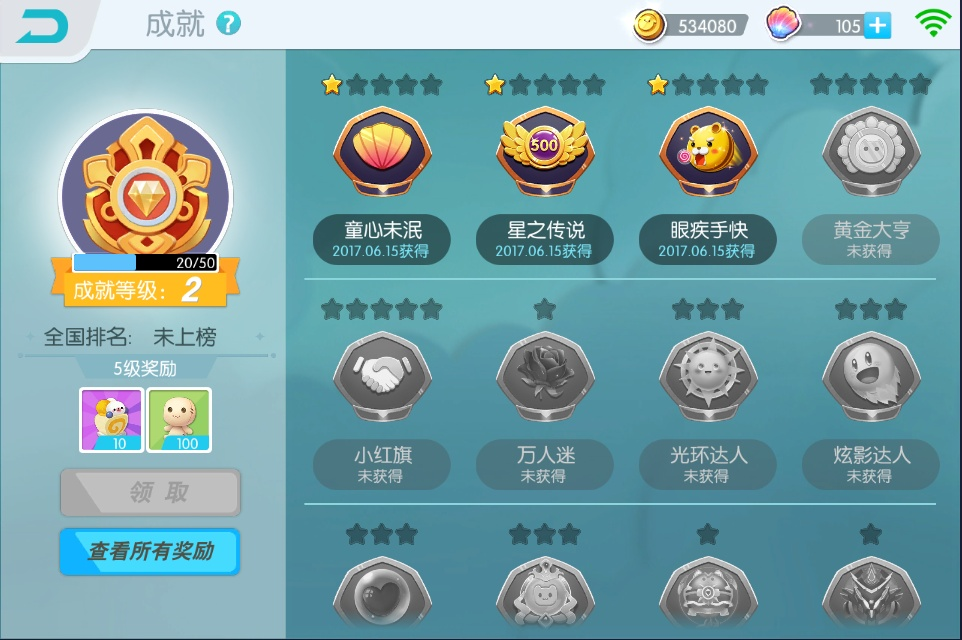 成就 ?
534080
105 +
500
童心未泯
2017.06.15获得
星之传说
2017.06.15获得
眼疾手快
2017.06.15获得
黄金大亨
未获得
20/50
成就等级: 2
全国排名: 未上榜
5级奖励
10
100
领取
查看所有奖励
小红旗
未获得
万人迷
未获得
光环达人
未获得
炫影达人
未获得